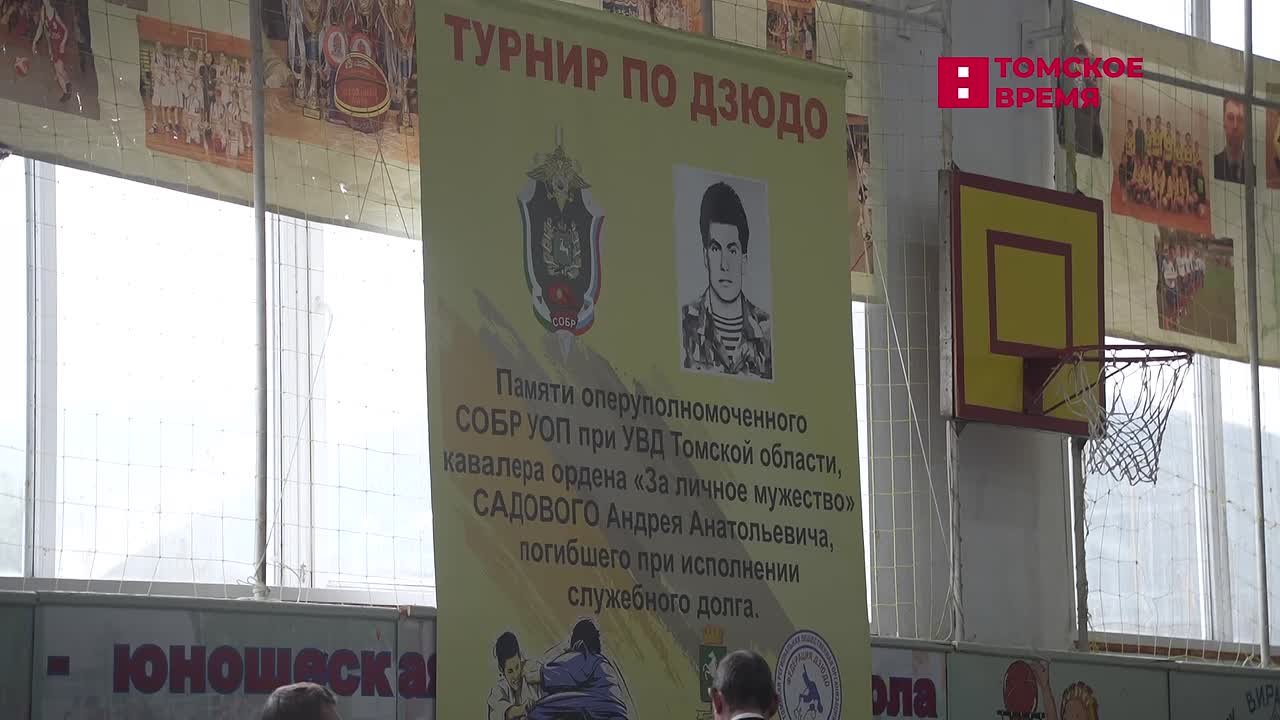 ТУРНИР ПО ДЗЮДО
ТОМСКОЕ
ВРЕМЯ
СОБР
Памяти оперуполномоченного
СОБР УОП при УВД Томской области,
кавалера ордена «За личное мужество»
САДОВОГО Андрея Анатольевича,
погибшего при исполнении
служебного долга.
- ЮНОШЕСКАЯ
ола